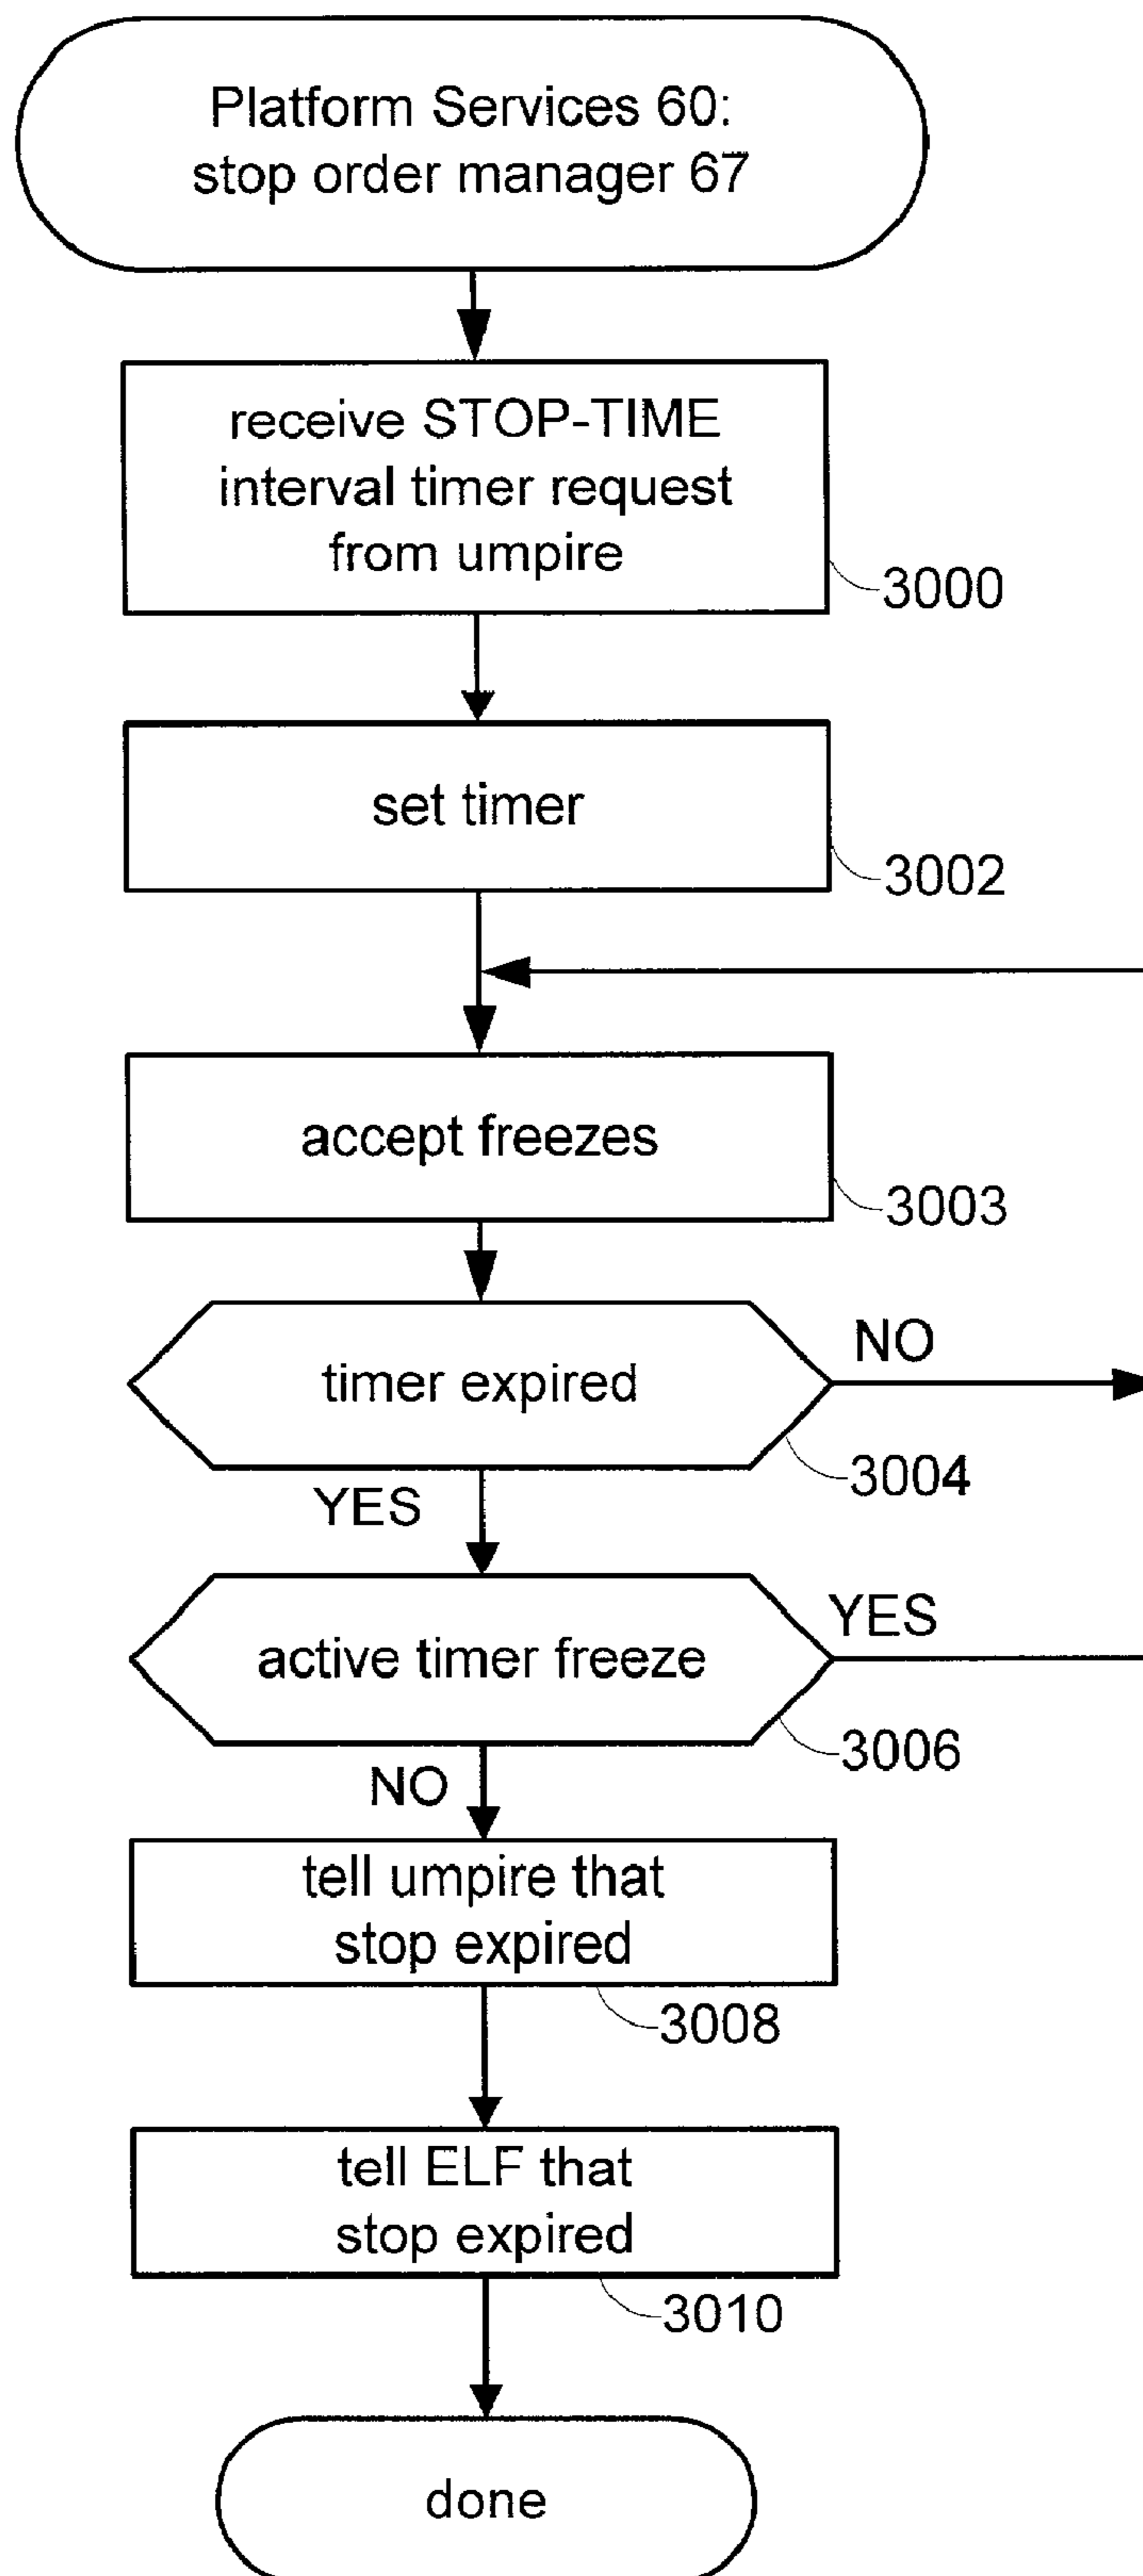 Platform Services 60:
stop order manager 67
receive STOP-TIME
interval timer request
from umpire
3000
set timer
3002
accept freezes
3003
timer expired
NO
3004
YES
active timer freeze
YES
3006
NO
tell umpire that
stop expired
3008
tell ELF that
stop expired
3010
done